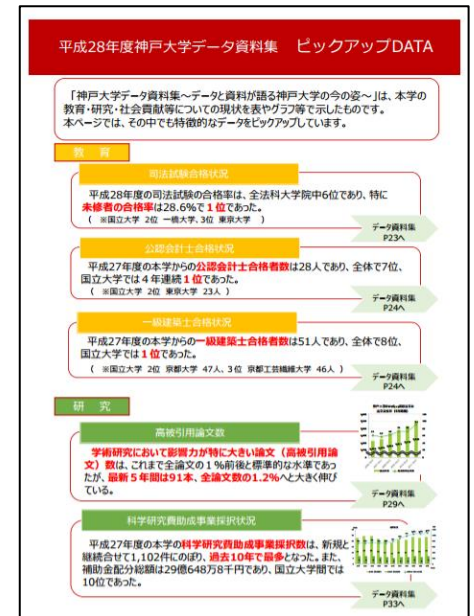 平成28年度神戸大学データ資料集　ピックアップDATA
「神戸大学データ資料集～データと資料が語る神戸大学の今の姿～」は、本学の
教育・研究・社会貢献等についての現状を表やグラフ等で示したものです。
本ページでは、その中でも特徴的なデータをピックアップしています。
教 育
司法試験合格状況
平成28年度の司法試験の合格率は、全法科大学院中6位であり、特に
未修者の合格率は28.6%で１位であった。
（ ※国立大学 2位 一橋大学、3位 東京大学 ）
データ資料集
P23へ
公認会計士合格状況
平成27年度の本学からの公認会計士合格者数は28人であり、全体で7位、
国立大学では４年連続１位であった。
（ ※国立大学 2位 東京大学 23人 ）
データ資料集
P24へ
一級建築士合格状況
平成27年度の本学からの一級建築士合格者数は51人であり、全体で8位、
国立大学では１位であった。
（ ※国立大学 2位 京都大学 47人、3位 京都工芸繊維大学 46人 ）
データ資料集
P24へ
研 究
高被引用論文数
学術研究において影響力が特に大きい論文（高被引用論
文）数は、これまで全論文の１%前後と標準的な水準であっ
たが、最新５年間は91本、全論文数の1.2%へと大きく伸び
ている。
データ資料集
P29へ
科学研究費助成事業採択状況
平成27年度の本学の科学研究費助成事業採択数は、新規と
継続合せて1,102件にのぼり、過去10年で最多となった。また、
補助金配分総額は29億648万8千円であり、国立大学間では
10位であった。
データ資料集
P33へ